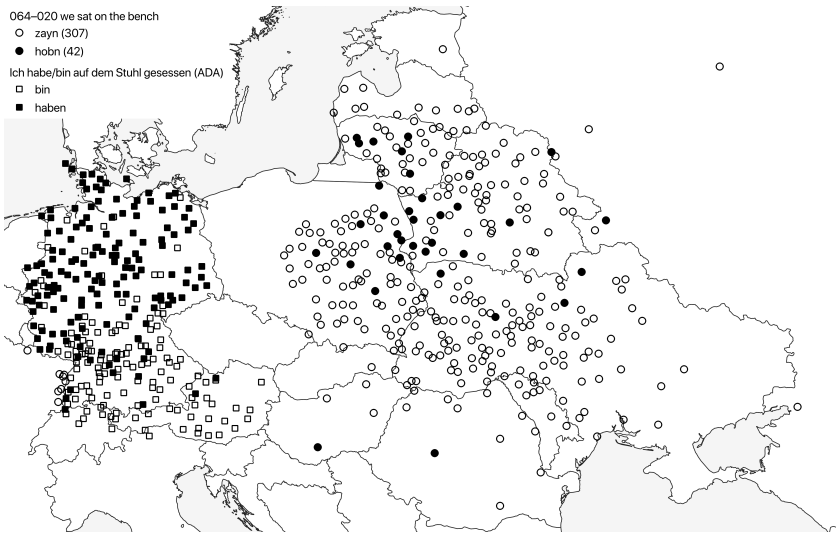 064–020 we sat on the bench
zayn (307)
hobn (42)
Ich habe/bin auf dem Stuhl gesessen (ADA)
bin
haben